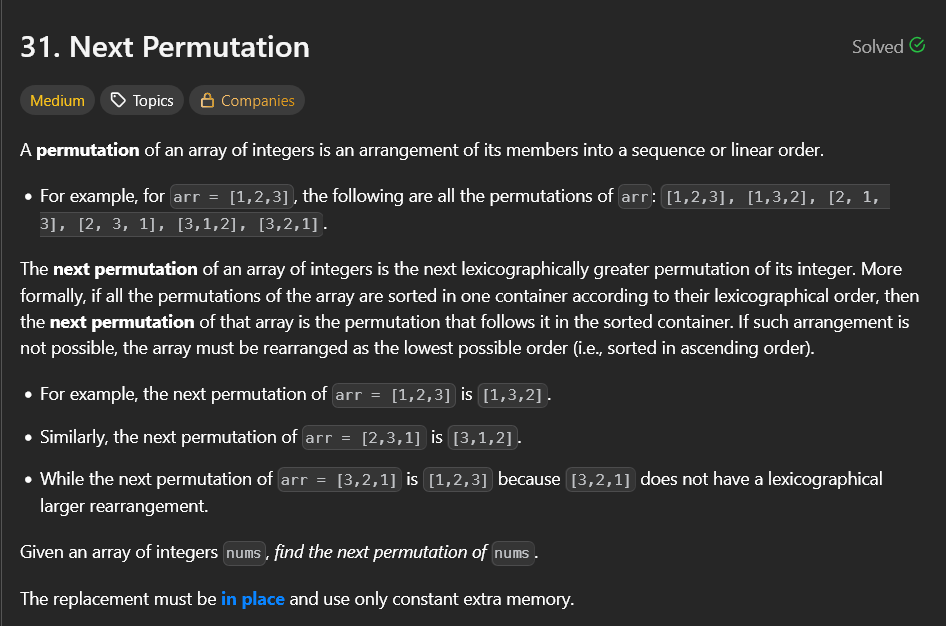 31. Next Permutation
Solved
Medium
Topics
Companies
A permutation of an array of integers is an arrangement of its members into a sequence or linear order.
• For example, for arr = [1,2,3], the following are all the permutations of arr: [1,2,3], [1,3,2], [2, 1,
3], [2, 3, 1], [3,1,2], [3,2,1].
The next permutation of an array of integers is the next lexicographically greater permutation of its integer. More
formally, if all the permutations of the array are sorted in one container according to their lexicographical order, then
the next permutation of that array is the permutation that follows it in the sorted container. If such arrangement is
not possible, the array must be rearranged as the lowest possible order (i.e., sorted in ascending order).
• For example, the next permutation of arr = [1,2,3] is [1,3,2].
• Similarly, the next permutation of arr = [2,3,1] is [3,1,2].
• While the next permutation of arr = [3,2,1] is [1,2,3] because [3,2,1] does not have a lexicographical
larger rearrangement.
Given an array of integers nums, find the next permutation of nums.
The replacement must be in place and use only constant extra memory.